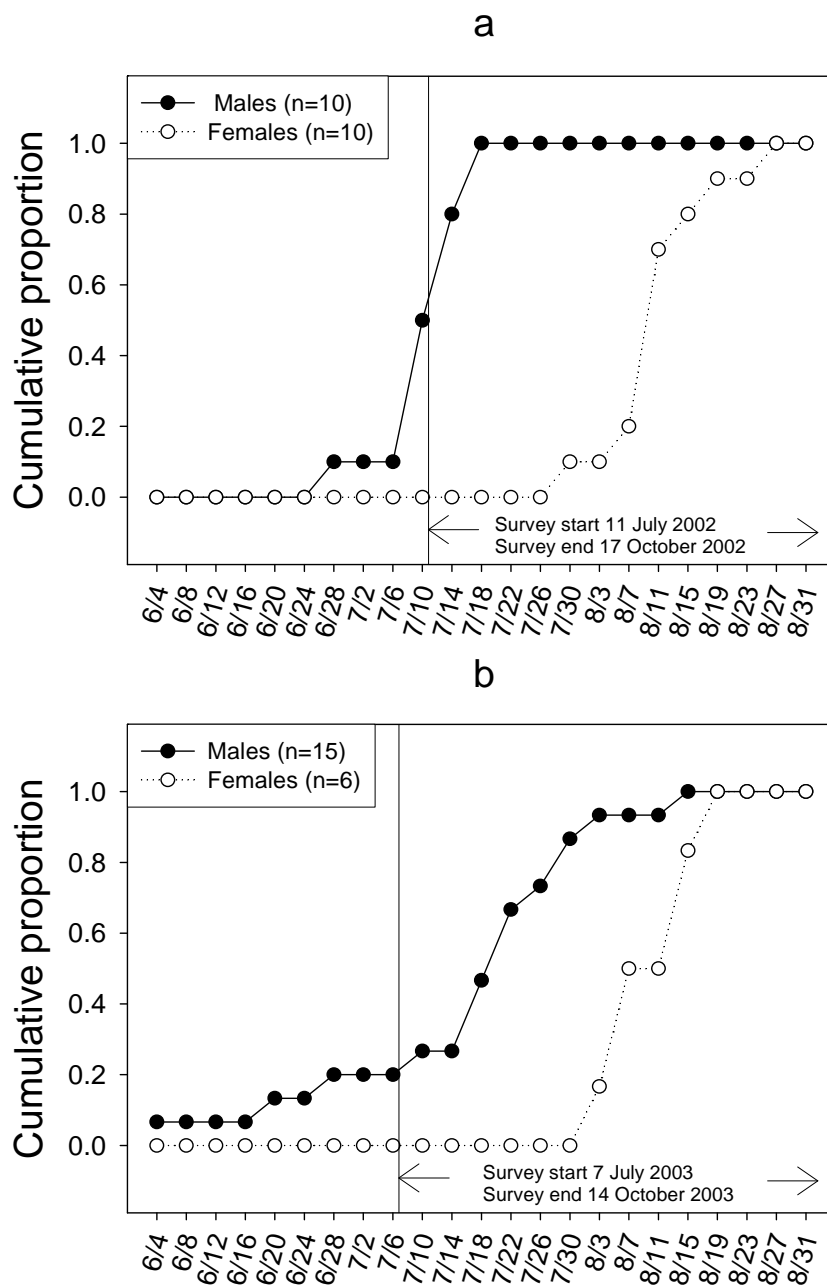 a
Males (n=10)
Females (n=10)
Cumulative proportion
1.0
0.8
0.6
0.4
0.2
0.0
Survey start 11 July 2002
Survey end 17 October 2002
6/4 6/8 6/12 6/16 6/20 6/24 6/28 7/2 7/6 7/10 7/14 7/18 7/22 7/26 7/30 8/3 8/7 8/11 8/15 8/19 8/23 8/27 8/31
b
Males (n=15)
Females (n=6)
Cumulative proportion
1.0
0.8
0.6
0.4
0.2
0.0
Survey start 7 July 2003
Survey end 14 October 2003
6/4 6/8 6/12 6/16 6/20 6/24 6/28 7/2 7/6 7/10 7/14 7/18 7/22 7/26 7/30 8/3 8/7 8/11 8/15 8/19 8/23 8/27 8/31